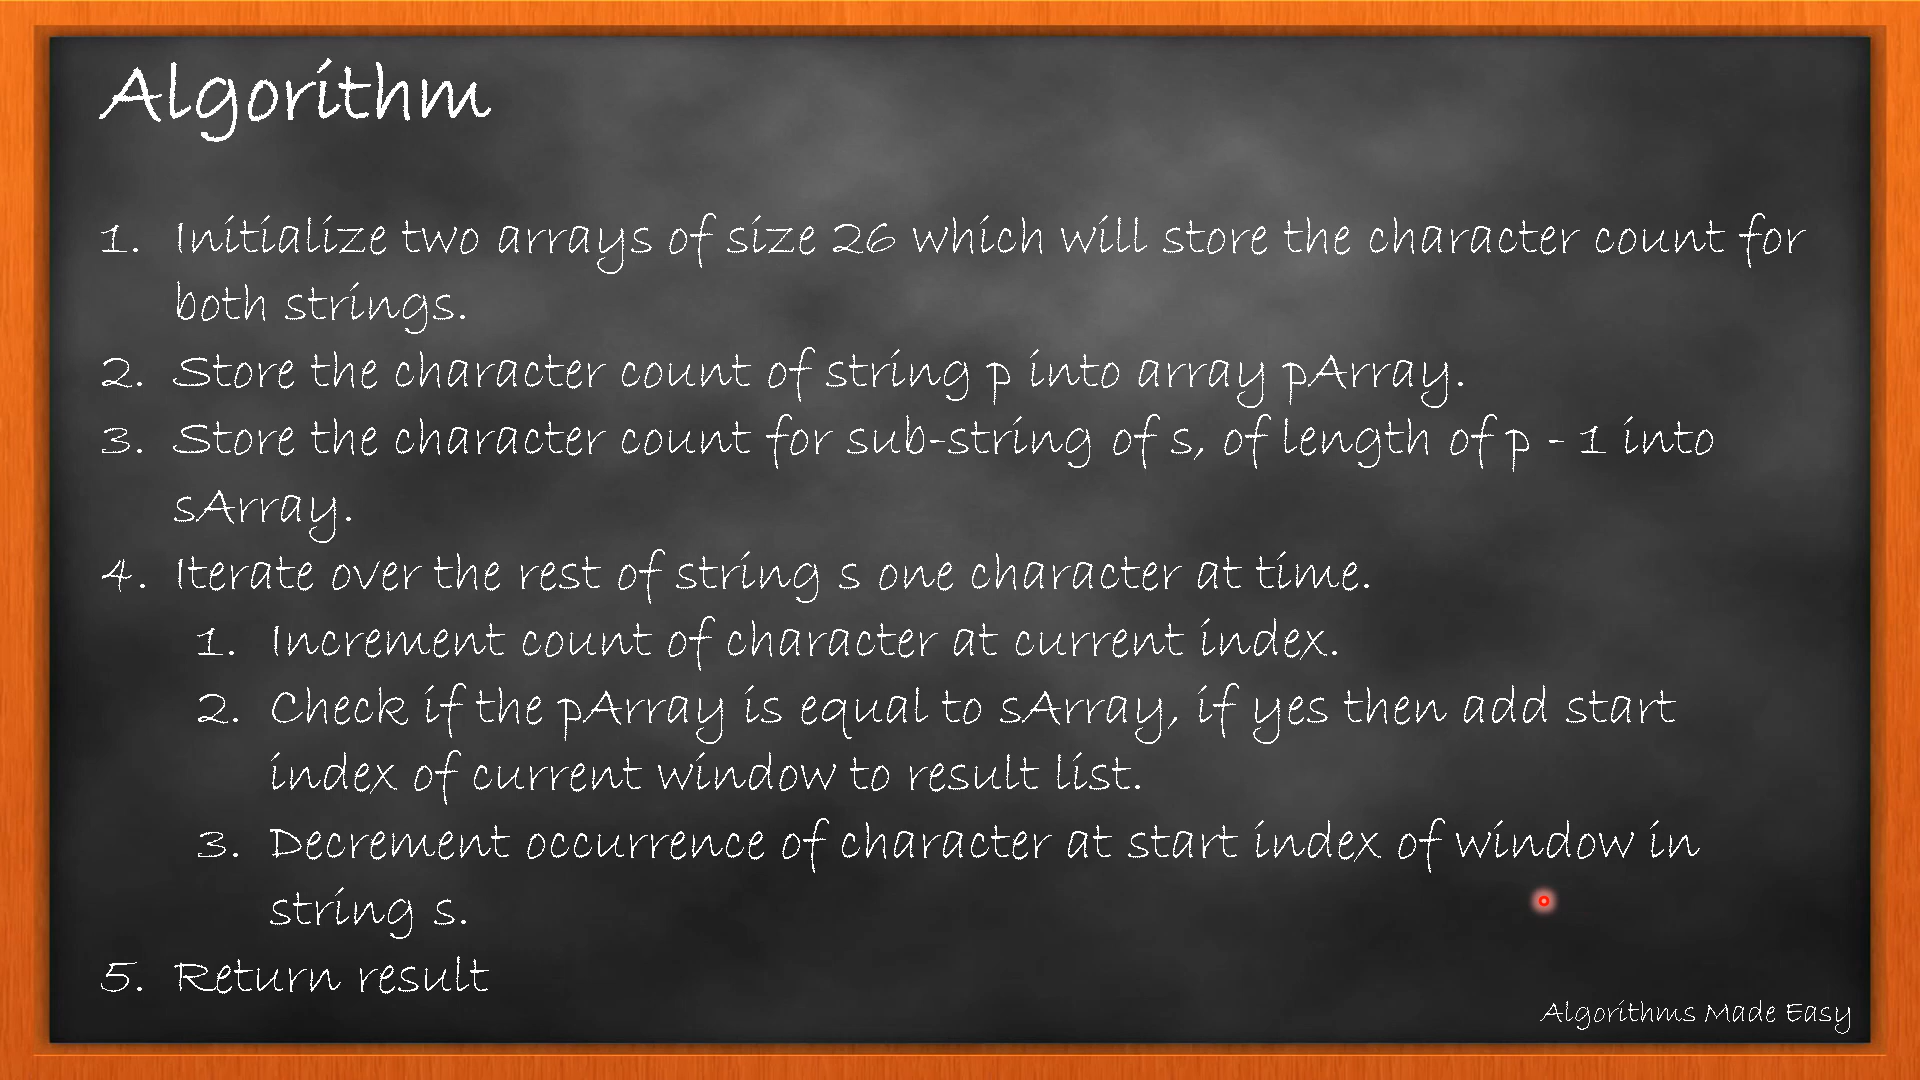 Algorithm
1. Initialize two arrays of size 26 which will store the character count for
both strings.
2. Store the character count of string p into array pArray.
3. Store the character count for sub-string of s, of length of p - 1 into
sArray.
4. Iterate over the rest of string s one character at time.
1. Increment count of character at current index.
2. Check if the pArray is equal to sArray, if yes then add start
index of current window to result list.
3. Decrement occurrence of character at start index of window in
string s.
5. Return result
Algorithms Made Easy